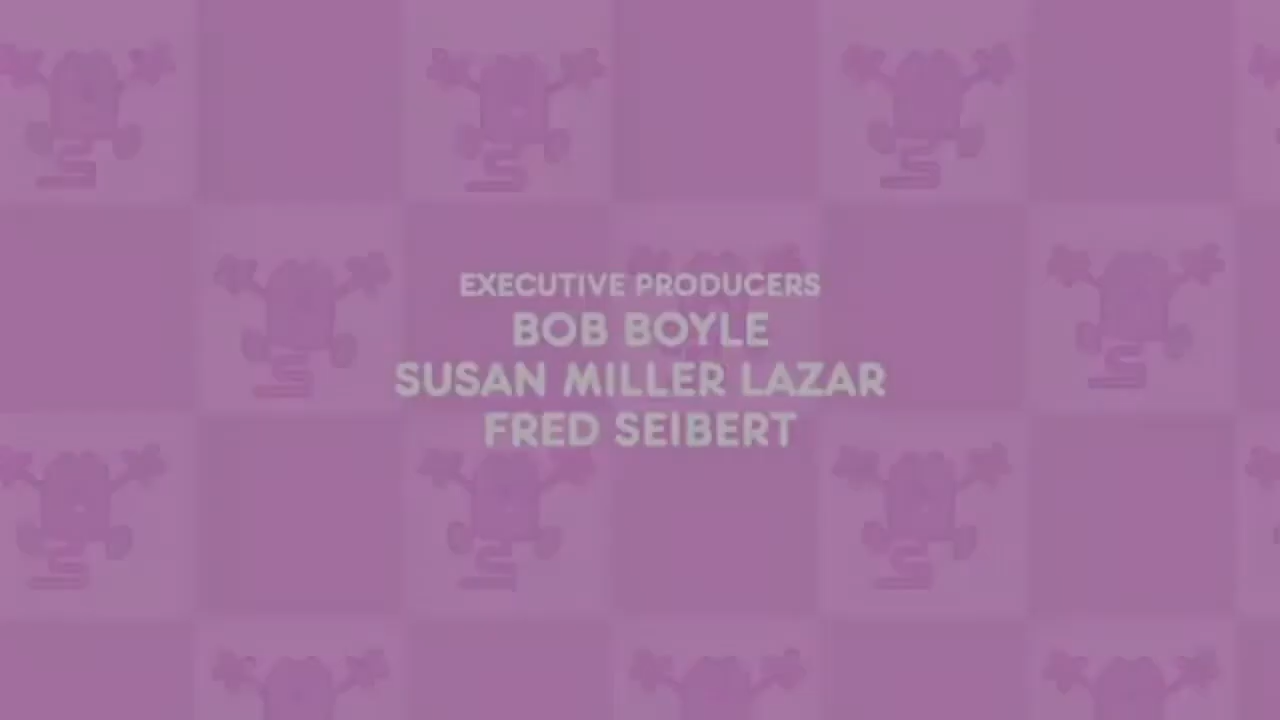 EXECUTIVE PRODUCERS
BOB BOYLE
SUSAN MILLER LAZAR
FRED SEIBERT